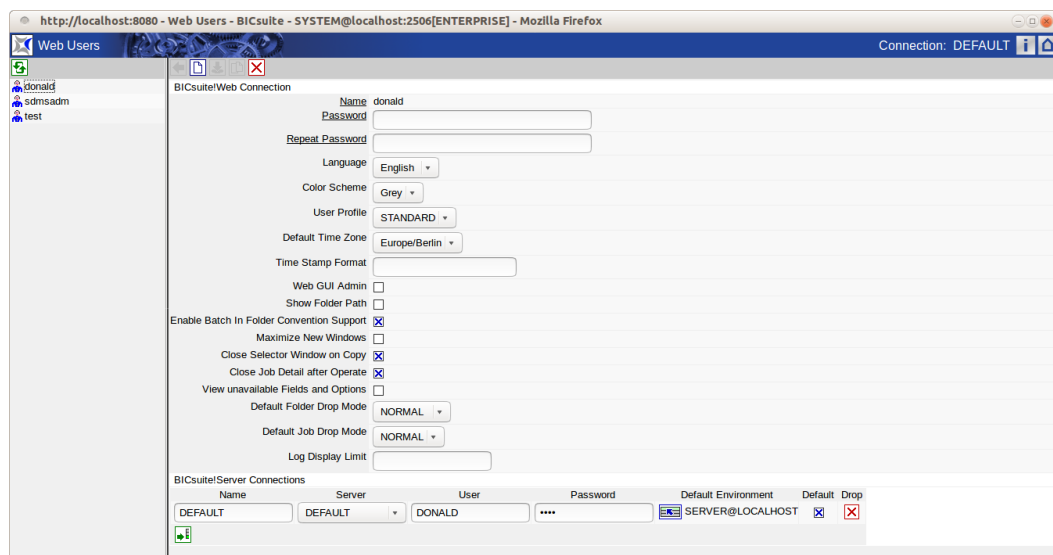 http://localhost:8080 - Web Users - BICsuite - SYSTEM@localhost:2506[ENTERPRISE] - Mozilla Firefox
Web Users
Connection: DEFAULT
donald
sdmsadm
test
BICsuite!Web Connection
Name donald
Password
Repeat Password
Language English
Color Scheme Grey
User Profile STANDARD
Default Time Zone Europe/Berlin
Time Stamp Format
Web GUI Admin
Show Folder Path
Enable Batch In Folder Convention Support
Maximize New Windows
Close Selector Window on Copy
Close Job Detail after Operate
View unavailable Fields and Options
Default Folder Drop Mode NORMAL
Default Job Drop Mode NORMAL
Log Display Limit
BICsuite!Server Connections
Name Server User Password Default Environment Default Drop
DEFAULT DEFAULT DONALD •••• SERVER@LOCALHOST